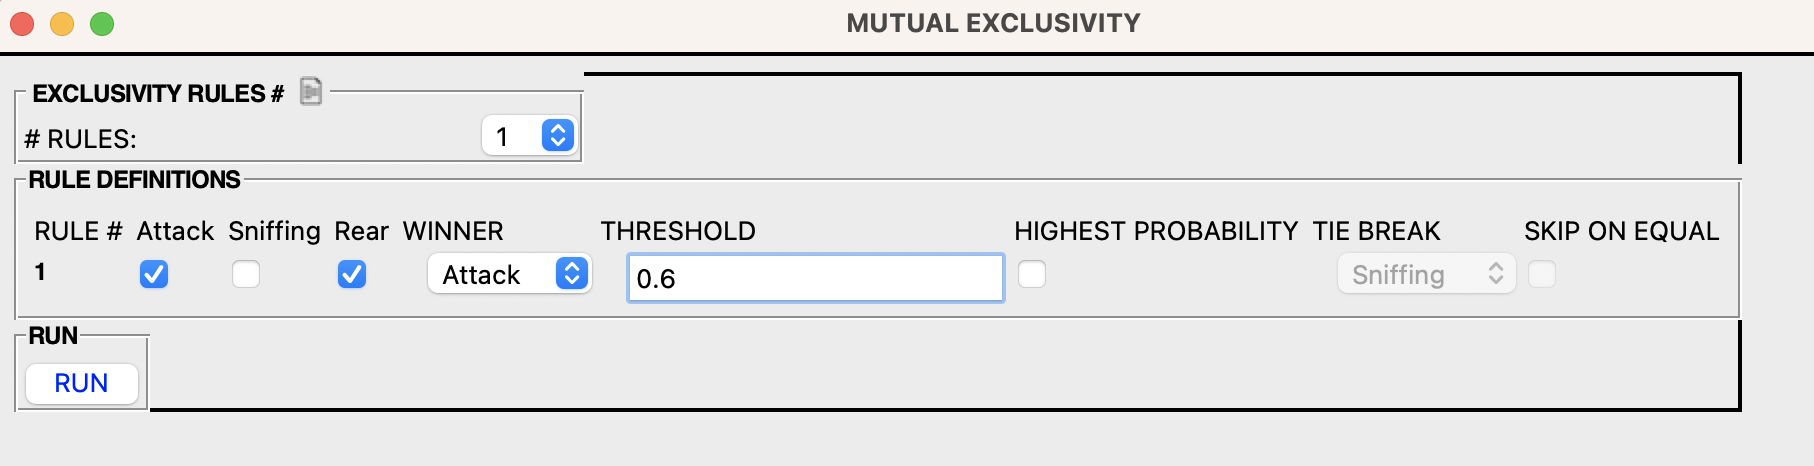 MUTUAL EXCLUSIVITY
EXCLUSIVITY RULES #
# RULES: 1
RULE DEFINITIONS
RULE # Attack Sniffing Rear WINNER THRESHOLD HIGHEST PROBABILITY TIE BREAK SKIP ON EQUAL
1 Attack 0.6 Sniffing
RUN
RUN